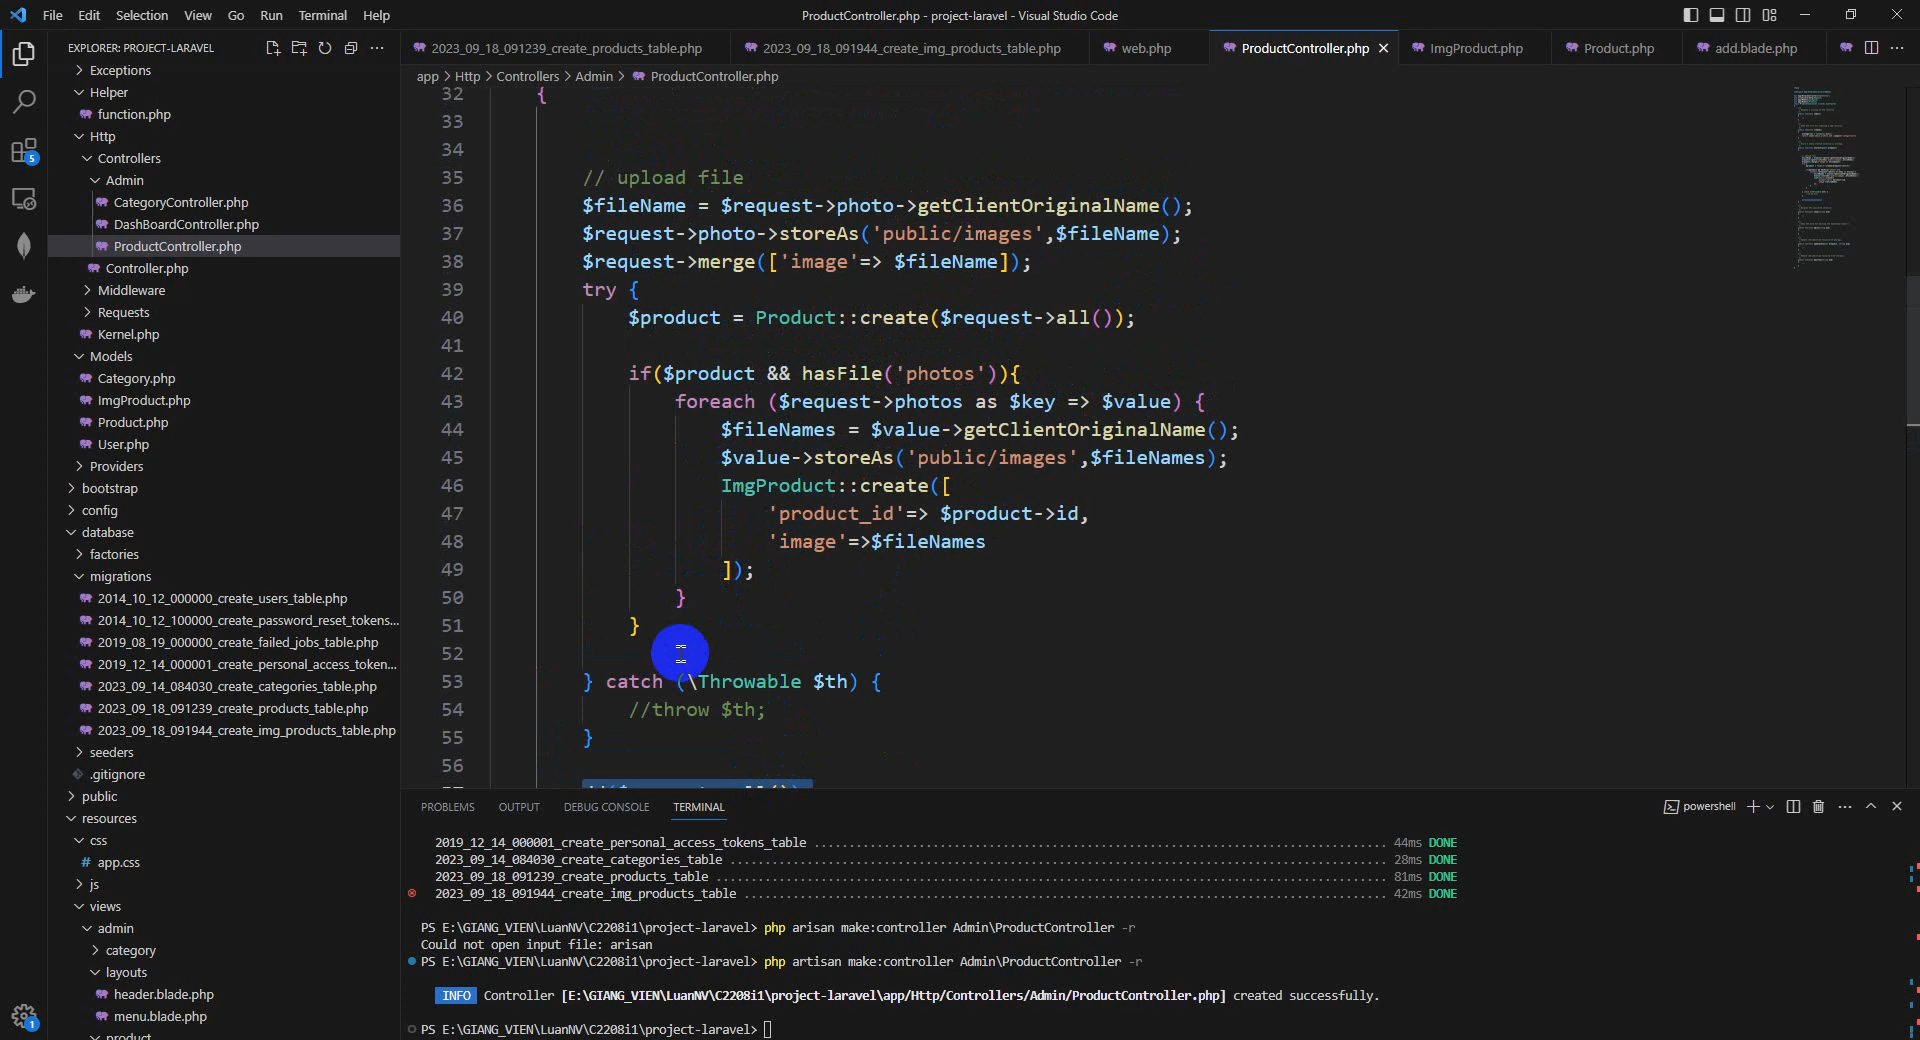 File Edit Selection View Go Run Terminal Help
ProductController.php - project-laravel - Visual Studio Code
EXPLORER: PROJECT-LARAVEL
Exceptions
Helper
function.php
Http
Controllers
Admin
CategoryController.php
DashBoardController.php
ProductController.php
Controller.php
Middleware
Requests
Kernel.php
Models
Category.php
ImgProduct.php
Product.php
User.php
Providers
bootstrap
config
database
factories
migrations
2014_10_12_000000_create_users_table.php
2014_10_12_100000_create_password_reset_tokens...
2019_08_19_000000_create_failed_jobs_table.php
2019_12_14_000001_create_personal_access_token...
2023_09_14_084030_create_categories_table.php
2023_09_18_091239_create_products_table.php
2023_09_18_091944_create_img_products_table.php
seeders
.gitignore
public
resources
css
# app.css
js
views
admin
category
layouts
header.blade.php
menu.blade.php
product
5
1
2023_09_18_091239_create_products_table.php
2023_09_18_091944_create_img_products_table.php
web.php
ProductController.php
ImgProduct.php
Product.php
add.blade.php
app > Http > Controllers > Admin > ProductController.php
32 {
33
34
35 // upload file
36 $fileName = $request->photo->getClientOriginalName();
37 $request->photo->storeAs('public/images',$fileName);
38 $request->merge(['image'=> $fileName]);
39 try {
40 $product = Product::create($request->all());
41
42 if($product && hasFile('photos')){
43 foreach ($request->photos as $key => $value) {
44 $fileNames = $value->getClientOriginalName();
45 $value->storeAs('public/images',$fileNames);
46 ImgProduct::create([
47 'product_id'=> $product->id,
48 'image'=>$fileNames
49 ]);
50 }
51 }
52
53 } catch (\Throwable $th) {
54 //throw $th;
55 }
56
PROBLEMS OUTPUT DEBUG CONSOLE TERMINAL
powershell
2019_12_14_000001_create_personal_access_tokens_table ........ 44ms DONE
2023_09_14_084030_create_categories_table ........ 28ms DONE
2023_09_18_091239_create_products_table ........ 81ms DONE
2023_09_18_091944_create_img_products_table ........ 42ms DONE
PS E:\GIANG_VIEN\LuanNV\C2208i1\project-laravel> php arisan make:controller Admin\ProductController -r
Could not open input file: arisan
PS E:\GIANG_VIEN\LuanNV\C2208i1\project-laravel> php artisan make:controller Admin\ProductController -r
INFO Controller [E:\GIANG_VIEN\LuanNV\C2208i1\project-laravel\app/Http/Controllers/Admin/ProductController.php] created successfully.
PS E:\GIANG_VIEN\LuanNV\C2208i1\project-laravel>